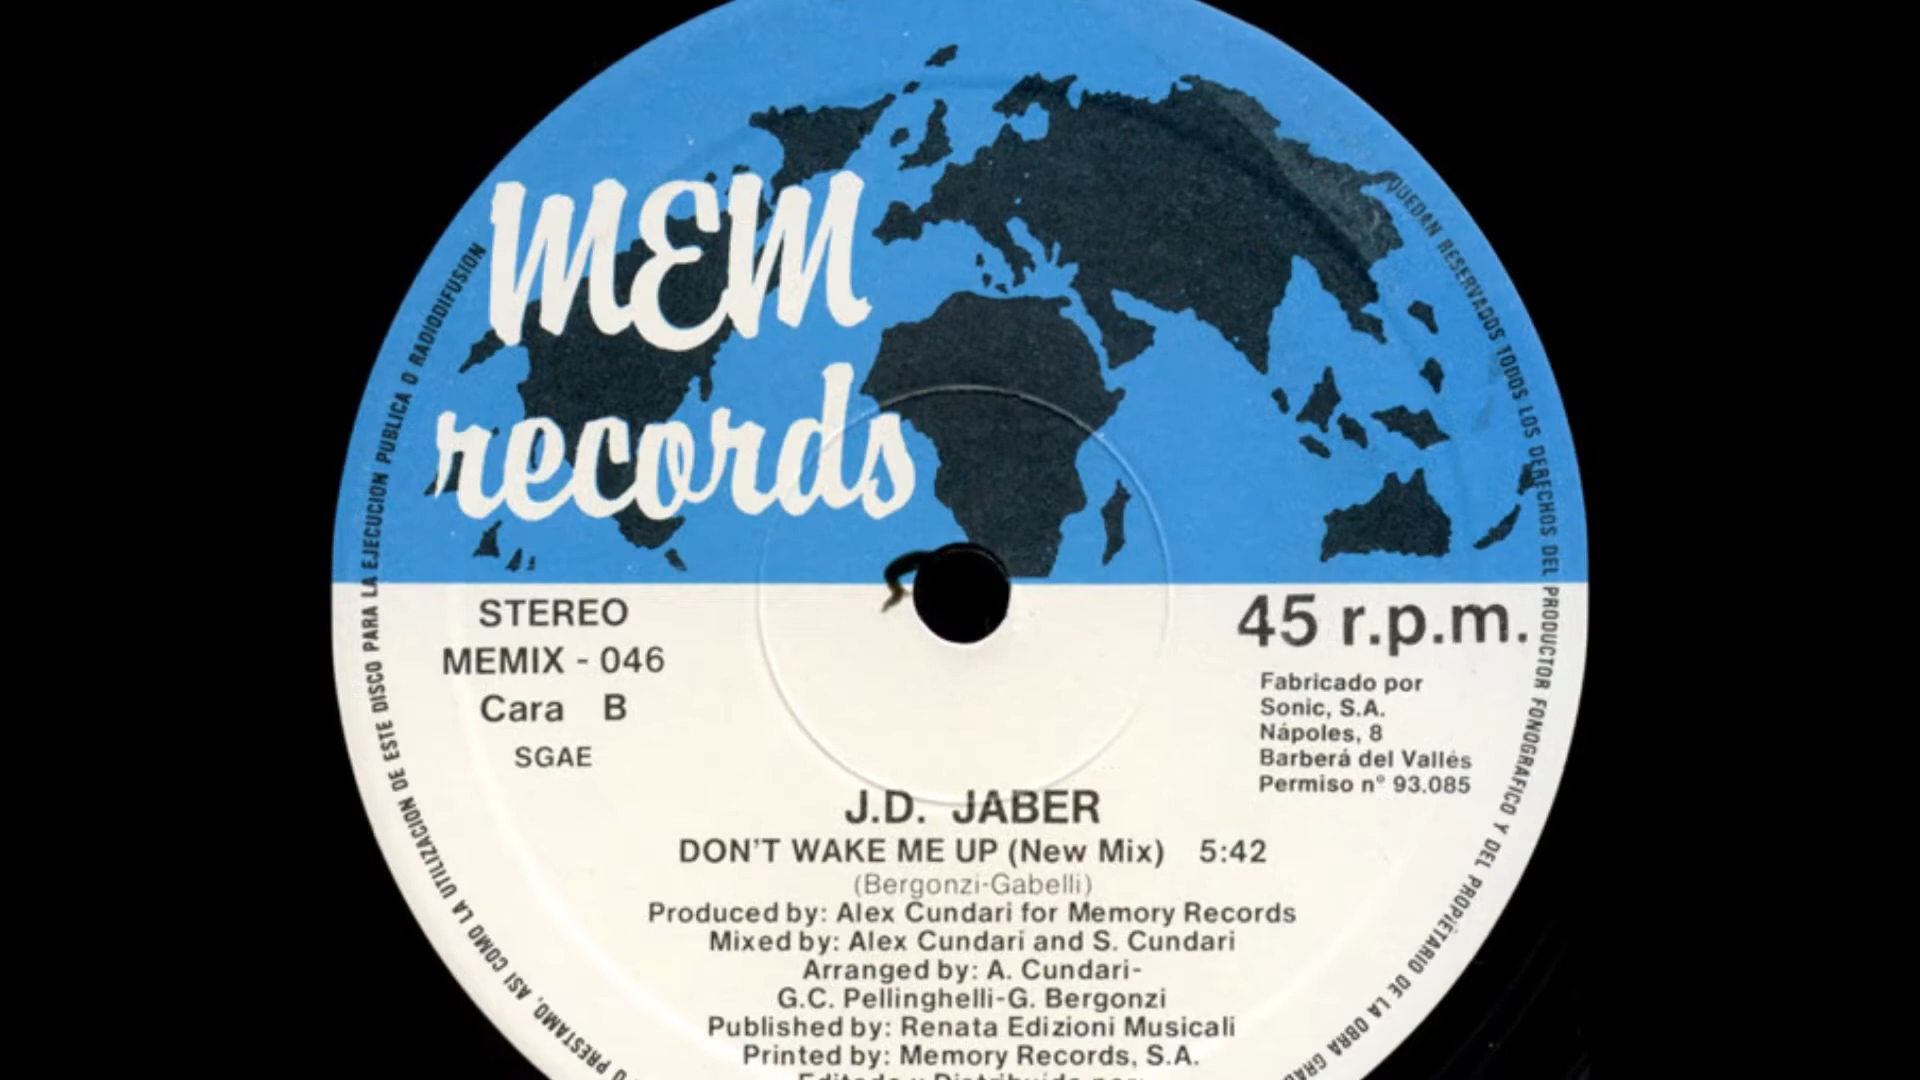 MEM
records
STEREO
MEMIX - 046
Cara B
SGAE
45 r.p.m.
Fabricado por
Sonic, S.A.
Nápoles, 8
Barberá del Vallés
Permiso n° 93.085
J.D. JABER
DON'T WAKE ME UP (New Mix) 5:42
(Bergonzi-Gabelli)
Produced by: Alex Cundari for Memory Records
Mixed by: Alex Cundari and S. Cundari
Arranged by: A. Cundari-
G.C. Pellinghelli-G. Bergonzi
Published by: Renata Edizioni Musicali
Printed by: Memory Records, S.A.
Editado y Distribuido por:
QUEDAN RESERVADOS TODOS LOS DERECHOS DEL PRODUCTOR FONOGRAFICO Y DEL PROPIETARIO DE LA OBRA
O PRESTAMO, ASI COMO LA UTILIZACION DE ESTE DISCO PARA LA EJECUCION PUBLICA O RADIODIFUSION